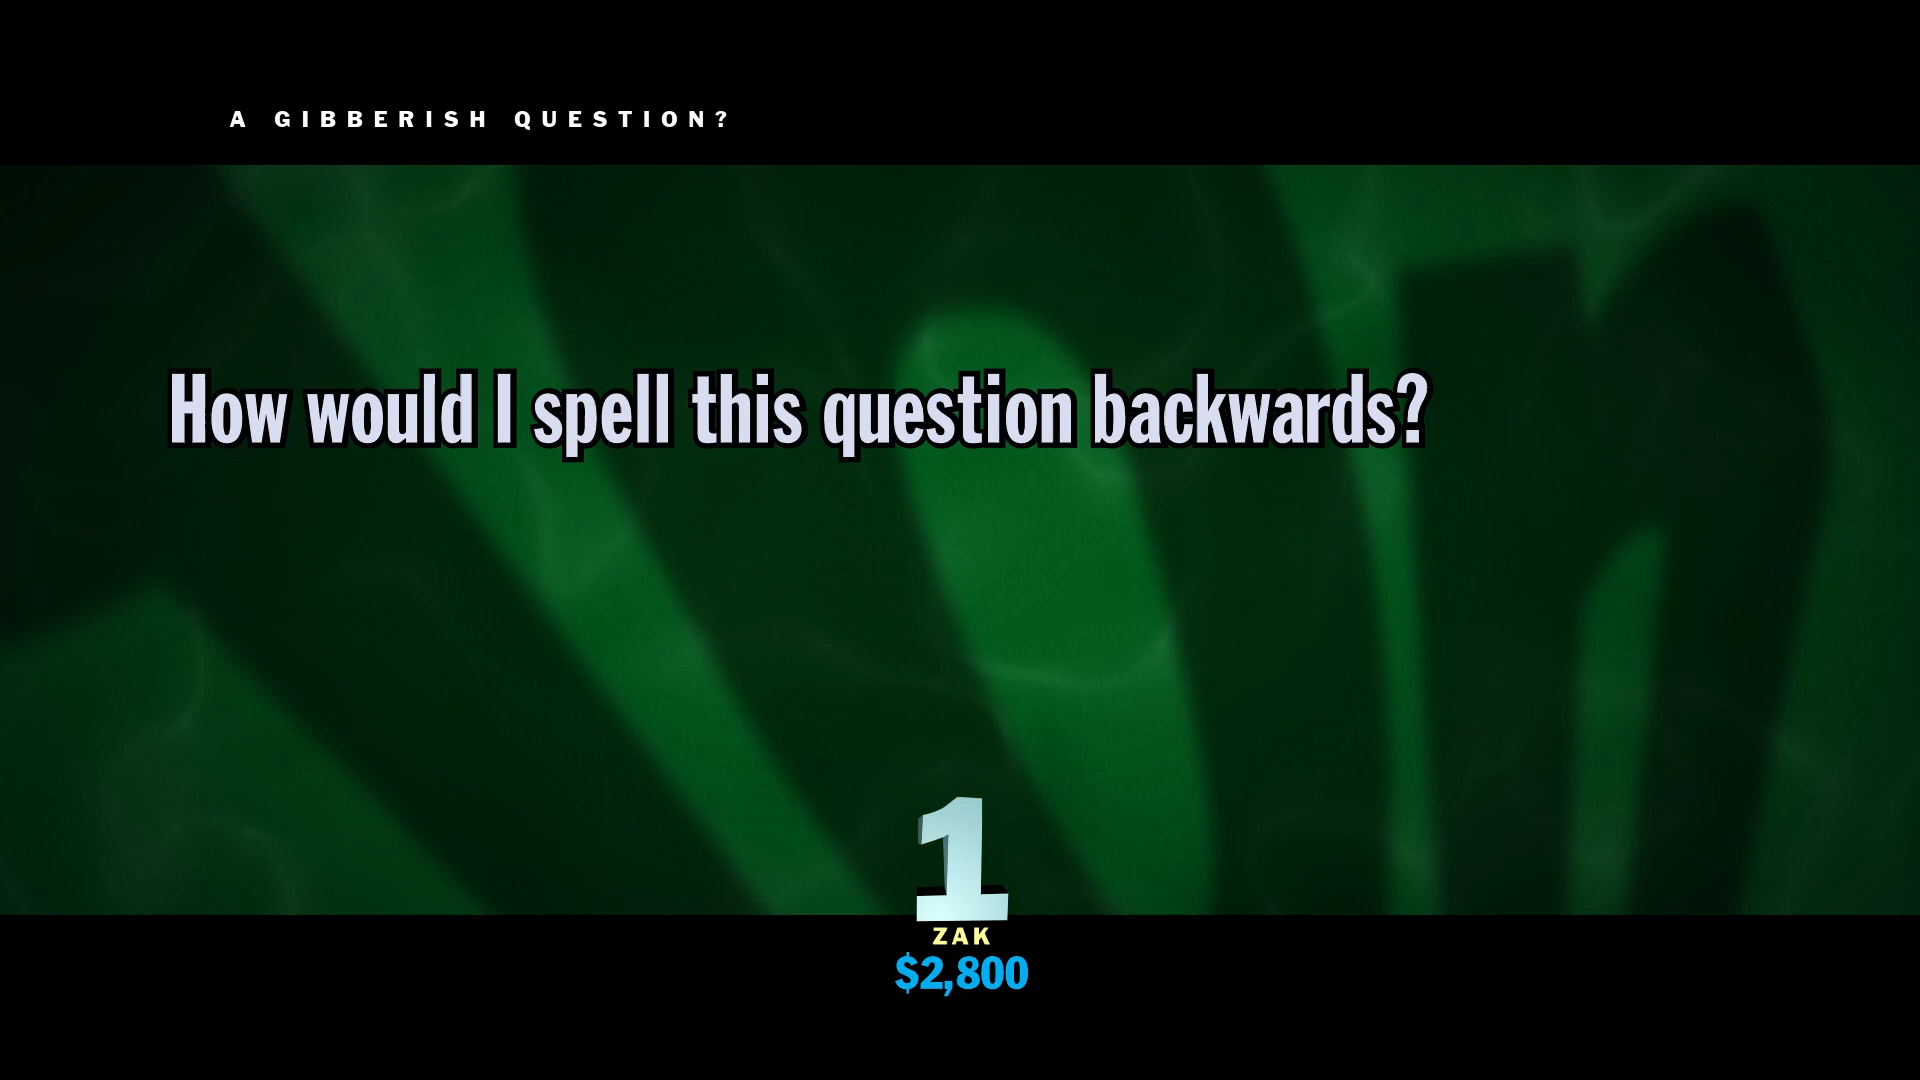 A GIBBERISH QUESTION?
How would I spell this question backwards?
1
ZAK
$2,800